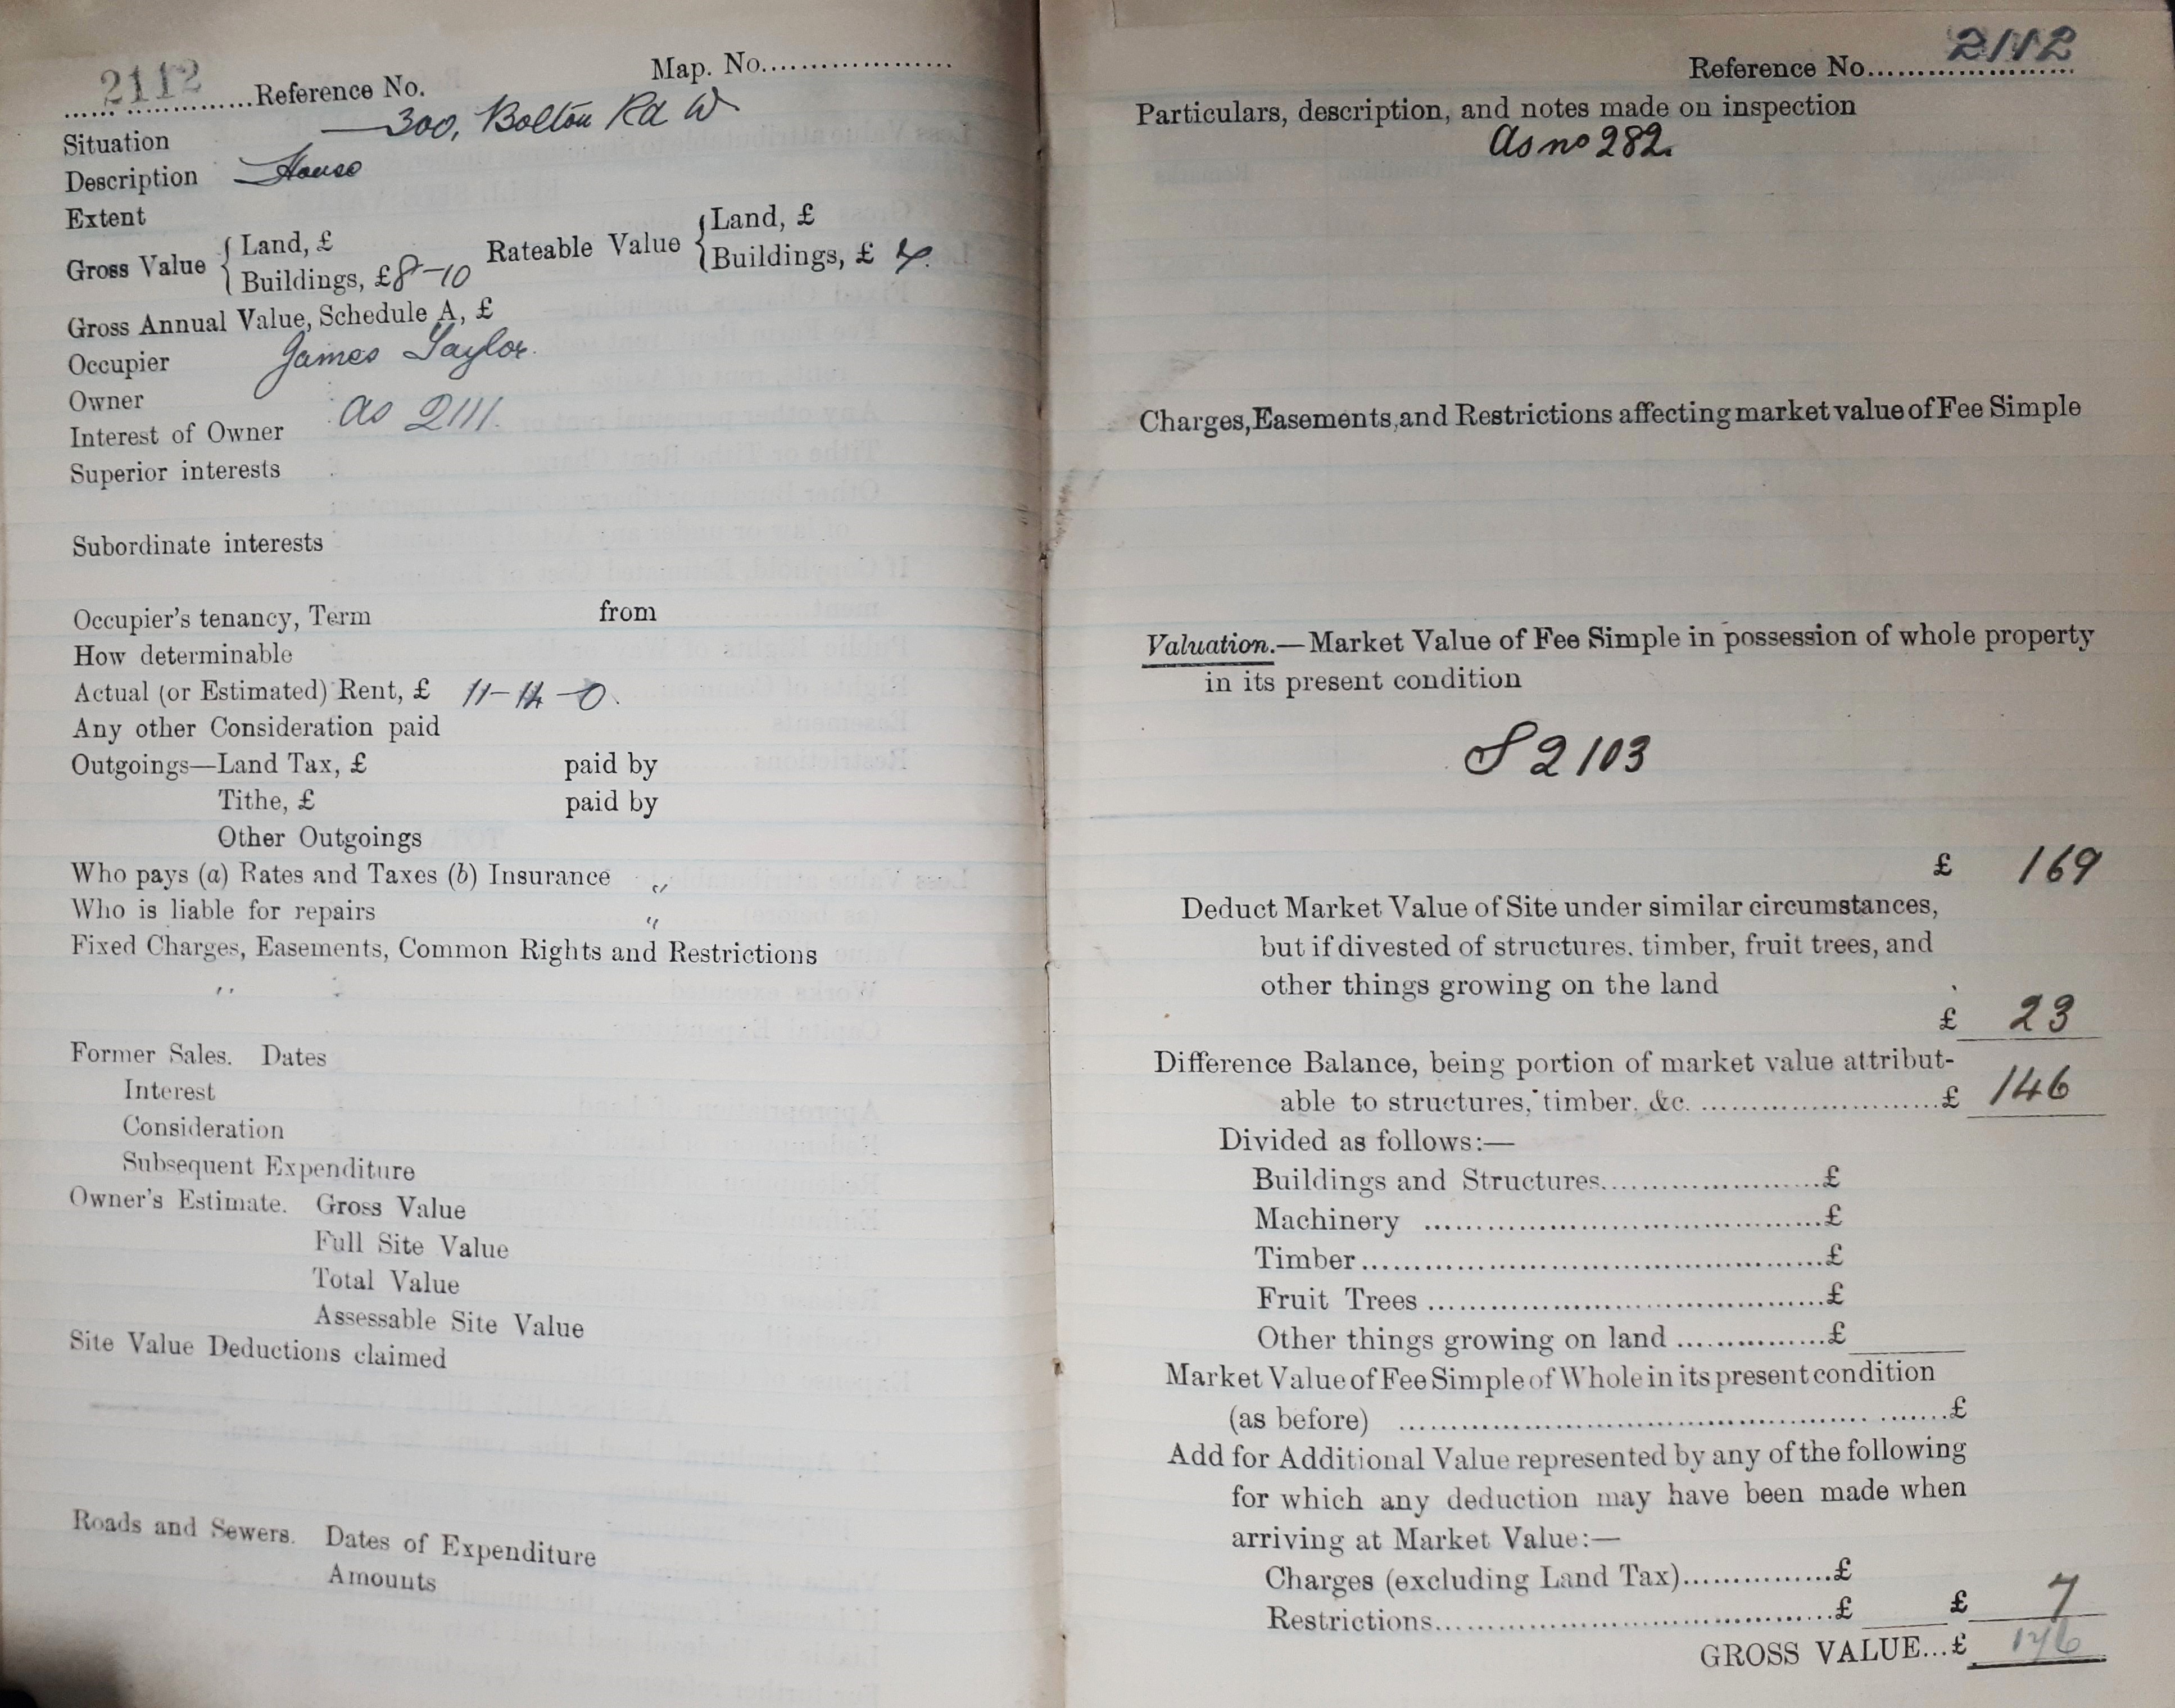 2112 Reference No. Map. No.
Situation 300, Bolton Rd W
Description House
Extent
Gross Value { Land, £ Rateable Value { Land, £
Buildings, £ 8-10 Buildings, £
Gross Annual Value, Schedule A, £
Occupier James Taylor.
Owner
Interest of Owner as 2111.
Superior interests
Subordinate interests
Occupier's tenancy, Term from
How determinable
Actual (or Estimated) Rent, £ 11-14-0.
Any other Consideration paid
Outgoings—Land Tax, £ paid by
Tithe, £ paid by
Other Outgoings
Who pays (a) Rates and Taxes (b) Insurance "
Who is liable for repairs "
Fixed Charges, Easements, Common Rights and Restrictions
Former Sales. Dates
Interest
Consideration
Subsequent Expenditure
Owner's Estimate. Gross Value
Full Site Value
Total Value
Assessable Site Value
Site Value Deductions claimed
Roads and Sewers. Dates of Expenditure
Amounts
Reference No. 2112
Particulars, description, and notes made on inspection
As no 282.
Charges, Easements, and Restrictions affecting market value of Fee Simple
Valuation.—Market Value of Fee Simple in possession of whole property
in its present condition
S 2103
£ 169
Deduct Market Value of Site under similar circumstances,
but if divested of structures, timber, fruit trees, and
other things growing on the land
£ 23
Difference Balance, being portion of market value attribut-
able to structures, timber, &c. £ 146
Divided as follows:—
Buildings and Structures £
Machinery £
Timber £
Fruit Trees £
Other things growing on land £
Market Value of Fee Simple of Whole in its present condition
(as before) £
Add for Additional Value represented by any of the following
for which any deduction may have been made when
arriving at Market Value:—
Charges (excluding Land Tax) £
Restrictions £ £ 7
GROSS VALUE...£ 176